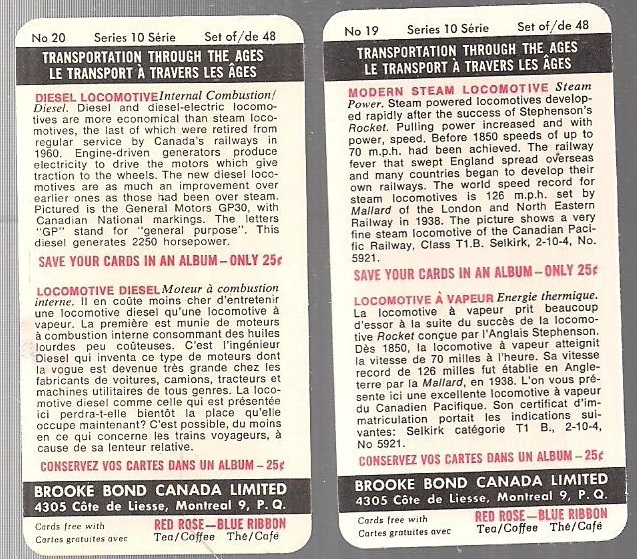 No 20 Series 10 Série Set of/de 48
TRANSPORTATION THROUGH THE AGES
LE TRANSPORT À TRAVERS LES ÂGES
DIESEL LOCOMOTIVE Internal Combustion/
Diesel. Diesel and diesel-electric locomo-
tives are more economical than steam loco-
motives, the last of which were retired from
regular service by Canada's railways in
1960. Engine-driven generators produce
electricity to drive the motors which give
traction to the wheels. The new diesel loco-
motives are as much an improvement over
earlier ones as those had been over steam.
Pictured is the General Motors GP30, with
Canadian National markings. The letters
"GP" stand for "general purpose". This
diesel generates 2250 horsepower.
SAVE YOUR CARDS IN AN ALBUM – ONLY 25¢
LOCOMOTIVE DIESEL Moteur à combustion
interne. Il en coûte moins cher d'entretenir
une locomotive diesel qu'une locomotive à
vapeur. La première est munie de moteurs
à combustion interne consommant des huiles
lourdes peu coûteuses. C'est l'ingénieur
Diesel qui inventa ce type de moteurs dont
la vogue est devenue très grande chez les
fabricants de voitures, camions, tracteurs et
machines utilitaires de tous genres. La loco-
motive diesel comme celle qui est présentée
ici perdra-t-elle bientôt la place qu'elle
occupe maintenant? C'est possible, du moins
en ce qui concerne les trains voyageurs, à
cause de sa lenteur relative.
CONSERVEZ VOS CARTES DANS UN ALBUM – 25¢
BROOKE BOND CANADA LIMITED
4305 Côte de Liesse, Montreal 9, P. Q.
Cards free with RED ROSE—BLUE RIBBON
Cartes gratuites avec Tea/Coffee Thé/Café
No 19 Series 10 Série Set of/de 48
TRANSPORTATION THROUGH THE AGES
LE TRANSPORT À TRAVERS LES ÂGES
MODERN STEAM LOCOMOTIVE Steam
Power. Steam powered locomotives develop-
ed rapidly after the success of Stephenson's
Rocket. Pulling power increased and with
power, speed. Before 1850 speeds of up to
70 m.p.h. had been achieved. The railway
fever that swept England spread overseas
and many countries began to develop their
own railways. The world speed record for
steam locomotives is 126 m.p.h. set by
Mallard of the London and North Eastern
Railway in 1938. The picture shows a very
fine steam locomotive of the Canadian Paci-
fic Railway, Class T1.B. Selkirk, 2-10-4, No.
5921.
SAVE YOUR CARDS IN AN ALBUM – ONLY 25¢
LOCOMOTIVE À VAPEUR Energie thermique.
La locomotive à vapeur prit beaucoup
d'essor à la suite du succès de la locomo-
tive Rocket conçue par l'Anglais Stephenson.
Dès 1850, la locomotive à vapeur atteignit
la vitesse de 70 milles à l'heure. Sa vitesse
record de 126 milles fut établie en Angle-
terre par la Mallard, en 1938. L'on vous pré-
sente ici une excellente locomotive à vapeur
du Canadien Pacifique. Son certificat d'im-
matriculation portait les indications sui-
vantes: Selkirk catégorie T1 B., 2-10-4,
No 5921.
CONSERVEZ VOS CARTES DANS UN ALBUM – 25¢
BROOKE BOND CANADA LIMITED
4305 Côte de Liesse, Montreal 9, P. Q.
Cards free with RED ROSE—BLUE RIBBON
Cartes gratuites avec Tea/Coffee Thé/Café